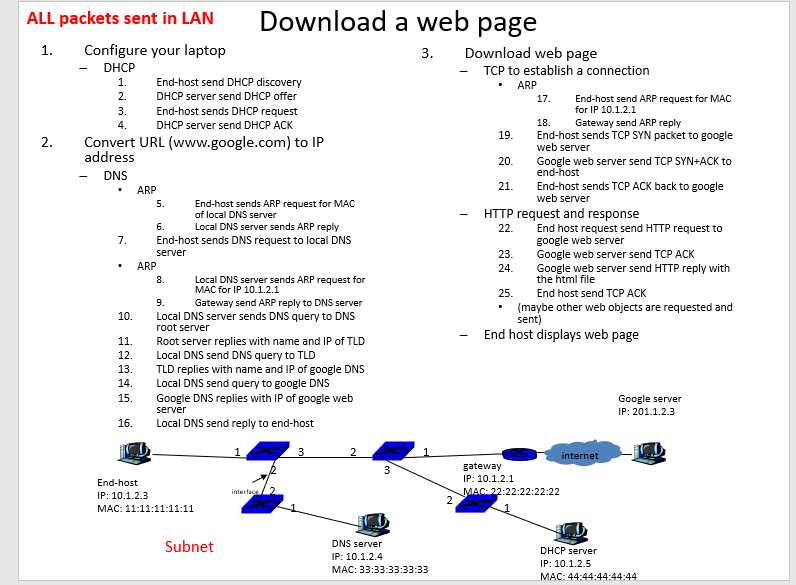 ALL packets sent in LAN
Download a web page
1. Configure your laptop
– DHCP
1. End-host send DHCP discovery
2. DHCP server send DHCP offer
3. End-host sends DHCP request
4. DHCP server send DHCP ACK
2. Convert URL (www.google.com) to IP
address
– DNS
• ARP
5. End-host sends ARP request for MAC
of local DNS server
6. Local DNS server sends ARP reply
7. End-host sends DNS request to local DNS
server
• ARP
8. Local DNS server sends ARP request for
MAC for IP 10.1.2.1
9. Gateway send ARP reply to DNS server
10. Local DNS server sends DNS query to DNS
root server
11. Root server replies with name and IP of TLD
12. Local DNS send DNS query to TLD
13. TLD replies with name and IP of google DNS
14. Local DNS send query to google DNS
15. Google DNS replies with IP of google web
server
16. Local DNS send reply to end-host
3. Download web page
– TCP to establish a connection
• ARP
17. End-host send ARP request for MAC
for IP 10.1.2.1
18. Gateway send ARP reply
19. End-host sends TCP SYN packet to google
web server
20. Google web server send TCP SYN+ACK to
end-host
21. End-host sends TCP ACK back to google
web server
– HTTP request and response
22. End host request send HTTP request to
google web server
23. Google web server send TCP ACK
24. Google web server send HTTP reply with
the html file
25. End host send TCP ACK
• (maybe other web objects are requested and
sent)
– End host displays web page
Google server
IP: 201.1.2.3
1
3
2
1
internet
2
3
gateway
IP: 10.1.2.1
MAC: 22:22:22:22:22
End-host
IP: 10.1.2.3
MAC: 11:11:11:11:11
interface
2
1
2
1
Subnet
DNS server
IP: 10.1.2.4
MAC: 33:33:33:33:33
DHCP server
IP: 10.1.2.5
MAC: 44:44:44:44:44